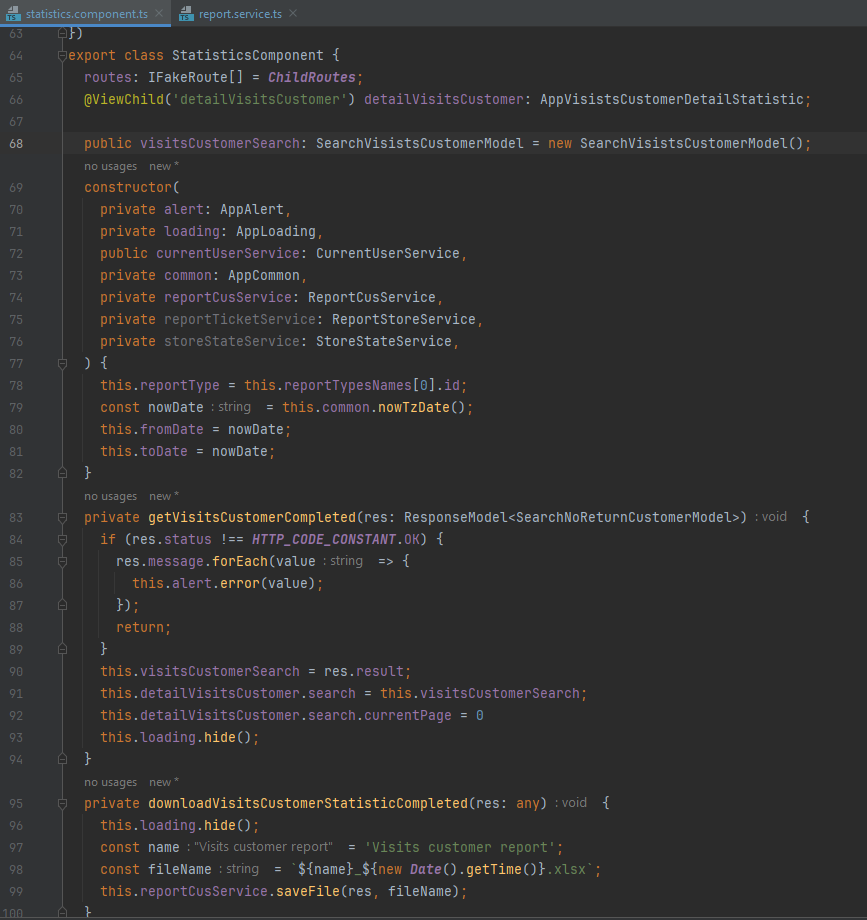 statistics.component.ts × report.service.ts ×
63 })
64 export class StatisticsComponent {
65 routes: IFakeRoute[] = ChildRoutes;
66 @ViewChild('detailVisitsCustomer') detailVisitsCustomer: AppVisistsCustomerDetailStatistic;
67
68 public visitsCustomerSearch: SearchVisistsCustomerModel = new SearchVisistsCustomerModel();
no usages new *
69 constructor(
70 private alert: AppAlert,
71 private loading: AppLoading,
72 public currentUserService: CurrentUserService,
73 private common: AppCommon,
74 private reportCusService: ReportCusService,
75 private reportTicketService: ReportStoreService,
76 private storeStateService: StoreStateService,
77 ) {
78 this.reportType = this.reportTypesNames[0].id;
79 const nowDate : string = this.common.nowTzDate();
80 this.fromDate = nowDate;
81 this.toDate = nowDate;
82 }
no usages new *
83 private getVisitsCustomerCompleted(res: ResponseModel<SearchNoReturnCustomerModel>) : void {
84 if (res.status !== HTTP_CODE_CONSTANT.OK) {
85 res.message.forEach(value : string => {
86 this.alert.error(value);
87 });
88 return;
89 }
90 this.visitsCustomerSearch = res.result;
91 this.detailVisitsCustomer.search = this.visitsCustomerSearch;
92 this.detailVisitsCustomer.search.currentPage = 0
93 this.loading.hide();
94 }
no usages new *
95 private downloadVisitsCustomerStatisticCompleted(res: any) : void {
96 this.loading.hide();
97 const name : "Visits customer report" = 'Visits customer report';
98 const fileName : string = `${name}_${new Date().getTime()}.xlsx`;
99 this.reportCusService.saveFile(res, fileName);
100 }